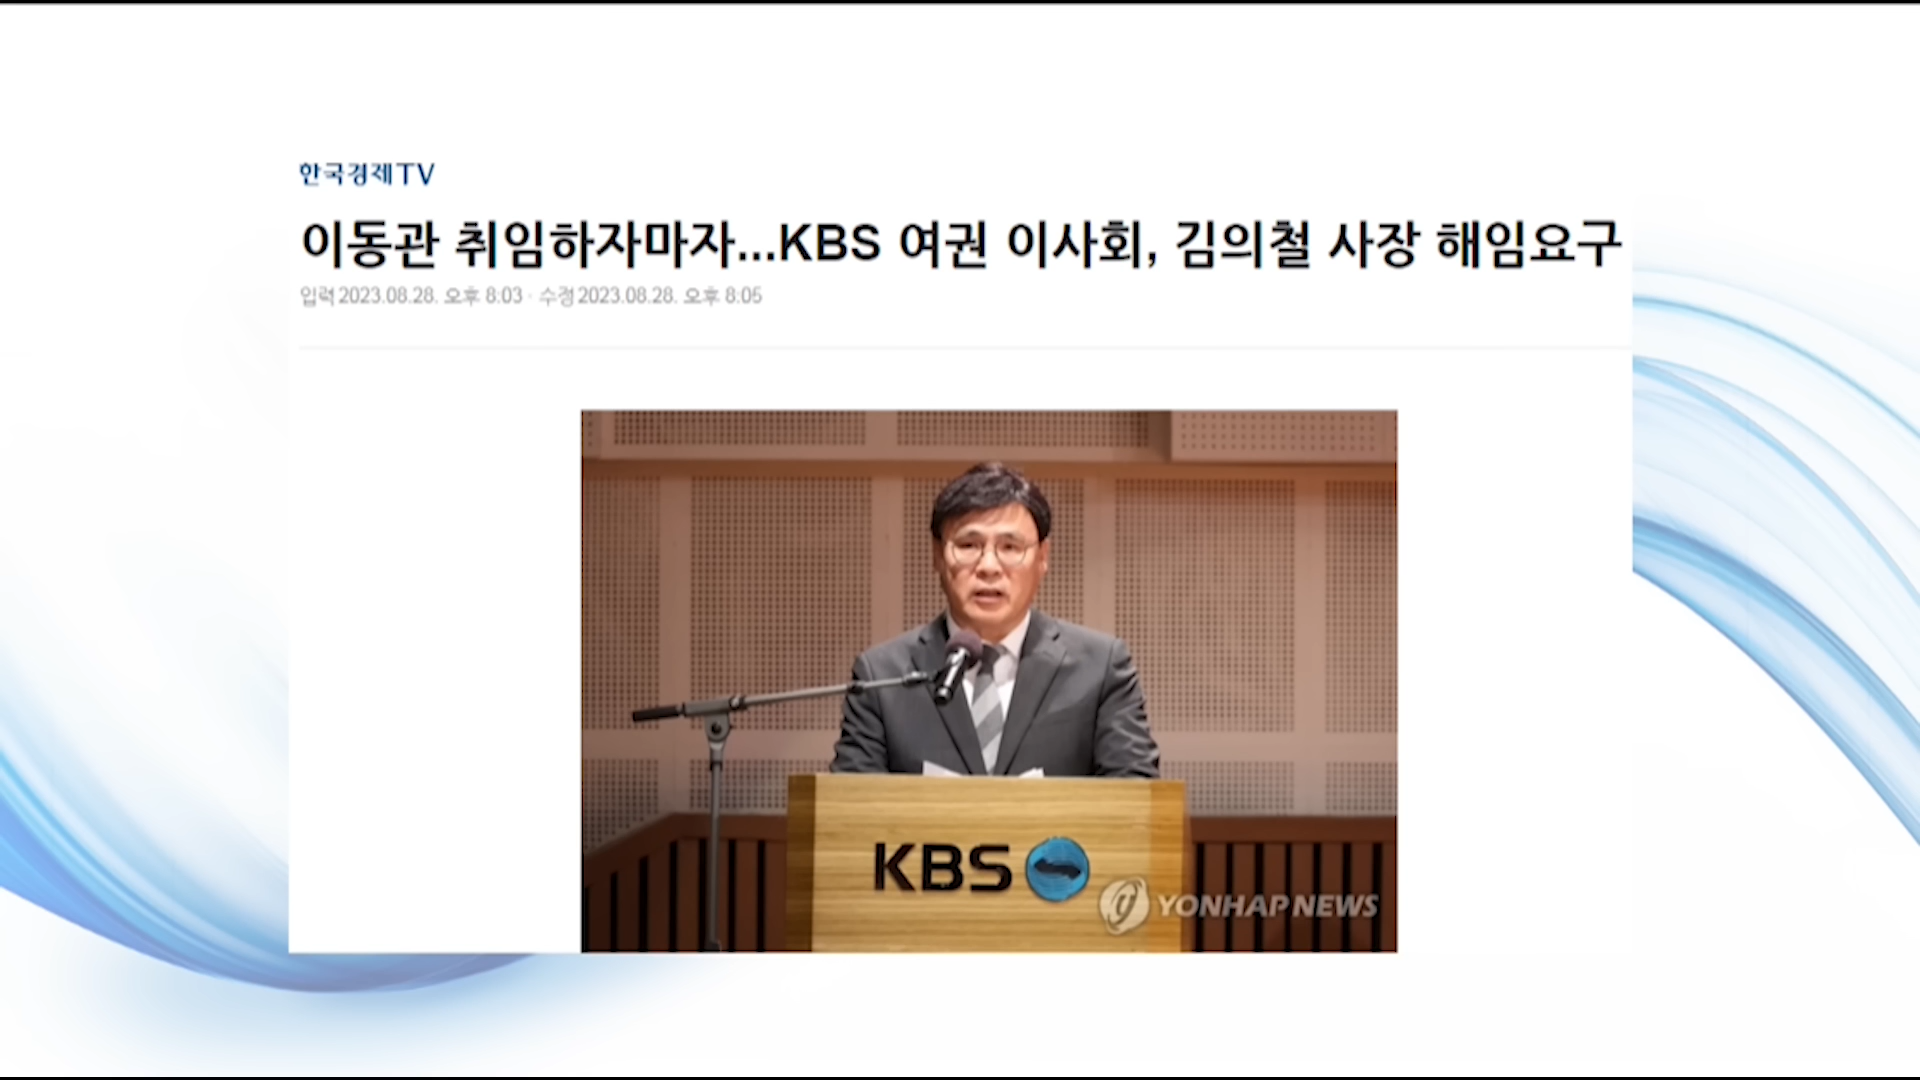 한국경제TV
이동관 취임하자마자...KBS 여권 이사회, 김의철 사장 해임요구
입력 2023.08.28. 오후 8:03 · 수정 2023.08.28. 오후 8:05
KBS
YONHAP NEWS